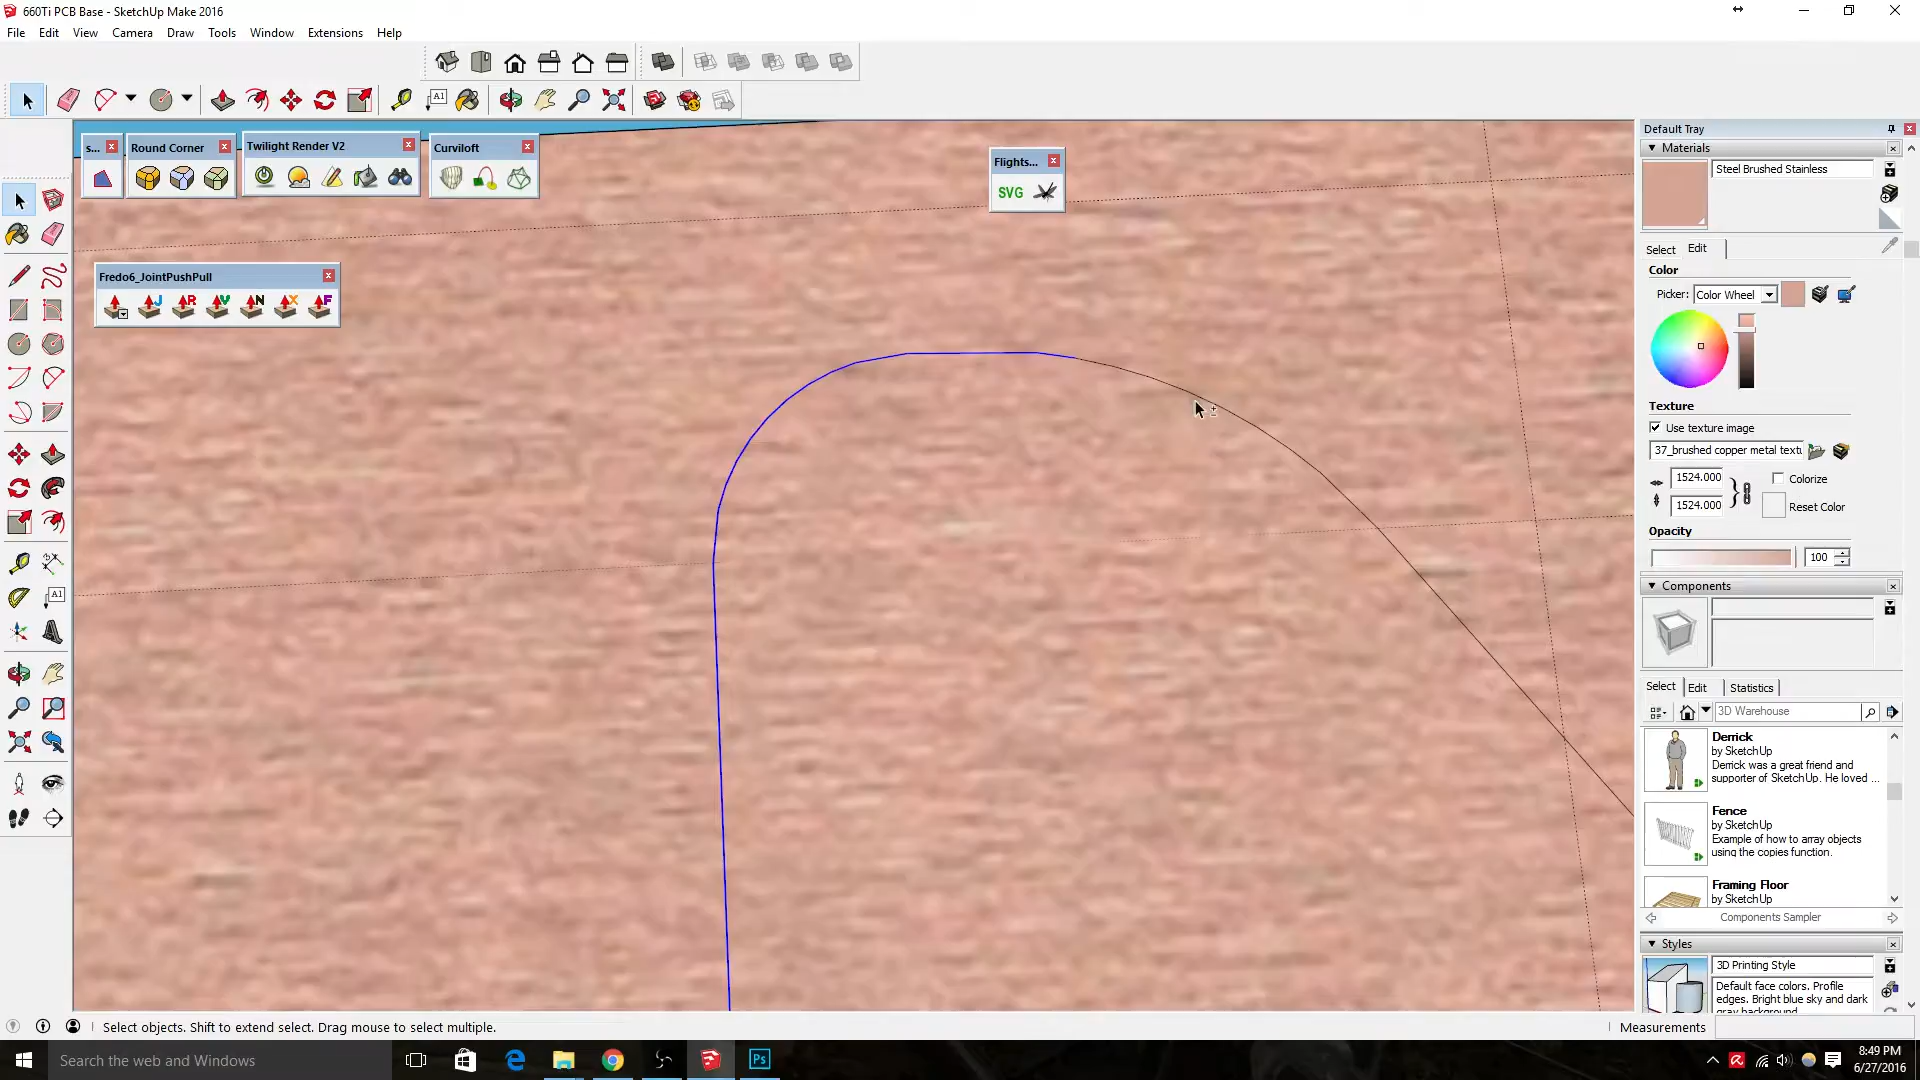 660Ti PCB Base - SketchUp Make 2016
File Edit View Camera Draw Tools Window Extensions Help
A1
s... Round Corner Twilight Render V2 Curviloft Flights...
SVG
Fredo6_JointPushPull
J R V N X F
A1
Default Tray
Materials
Steel Brushed Stainless
Select Edit
Color
Picker: Color Wheel
Texture
Use texture image
37_brushed copper metal textu
1524.000 Colorize
1524.000 Reset Color
Opacity
100
Components
Select Edit Statistics
3D Warehouse
Derrick
by SketchUp
Derrick was a great friend and
supporter of SketchUp. He loved ...
Fence
by SketchUp
Example of how to array objects
using the copies function.
Framing Floor
by SketchUp
Components Sampler
Styles
3D Printing Style
Default face colors. Profile
edges. Bright blue sky and dark
gray background
Select objects. Shift to extend select. Drag mouse to select multiple. Measurements
Search the web and Windows
Ps
8:49 PM
6/27/2016